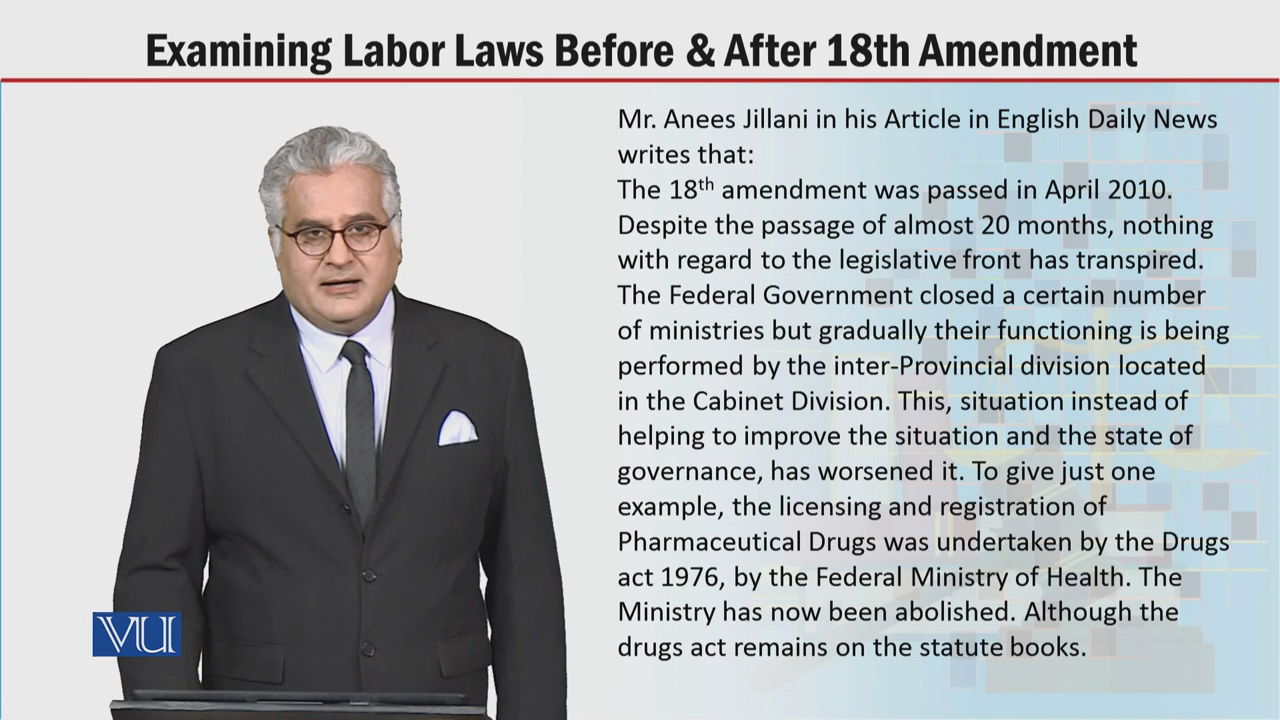 Examining Labor Laws Before & After 18th Amendment
Mr. Anees Jillani in his Article in English Daily News
writes that:
The 18th amendment was passed in April 2010.
Despite the passage of almost 20 months, nothing
with regard to the legislative front has transpired.
The Federal Government closed a certain number
of ministries but gradually their functioning is being
performed by the inter-Provincial division located
in the Cabinet Division. This, situation instead of
helping to improve the situation and the state of
governance, has worsened it. To give just one
example, the licensing and registration of
Pharmaceutical Drugs was undertaken by the Drugs
act 1976, by the Federal Ministry of Health. The
Ministry has now been abolished. Although the
drugs act remains on the statute books.
VU